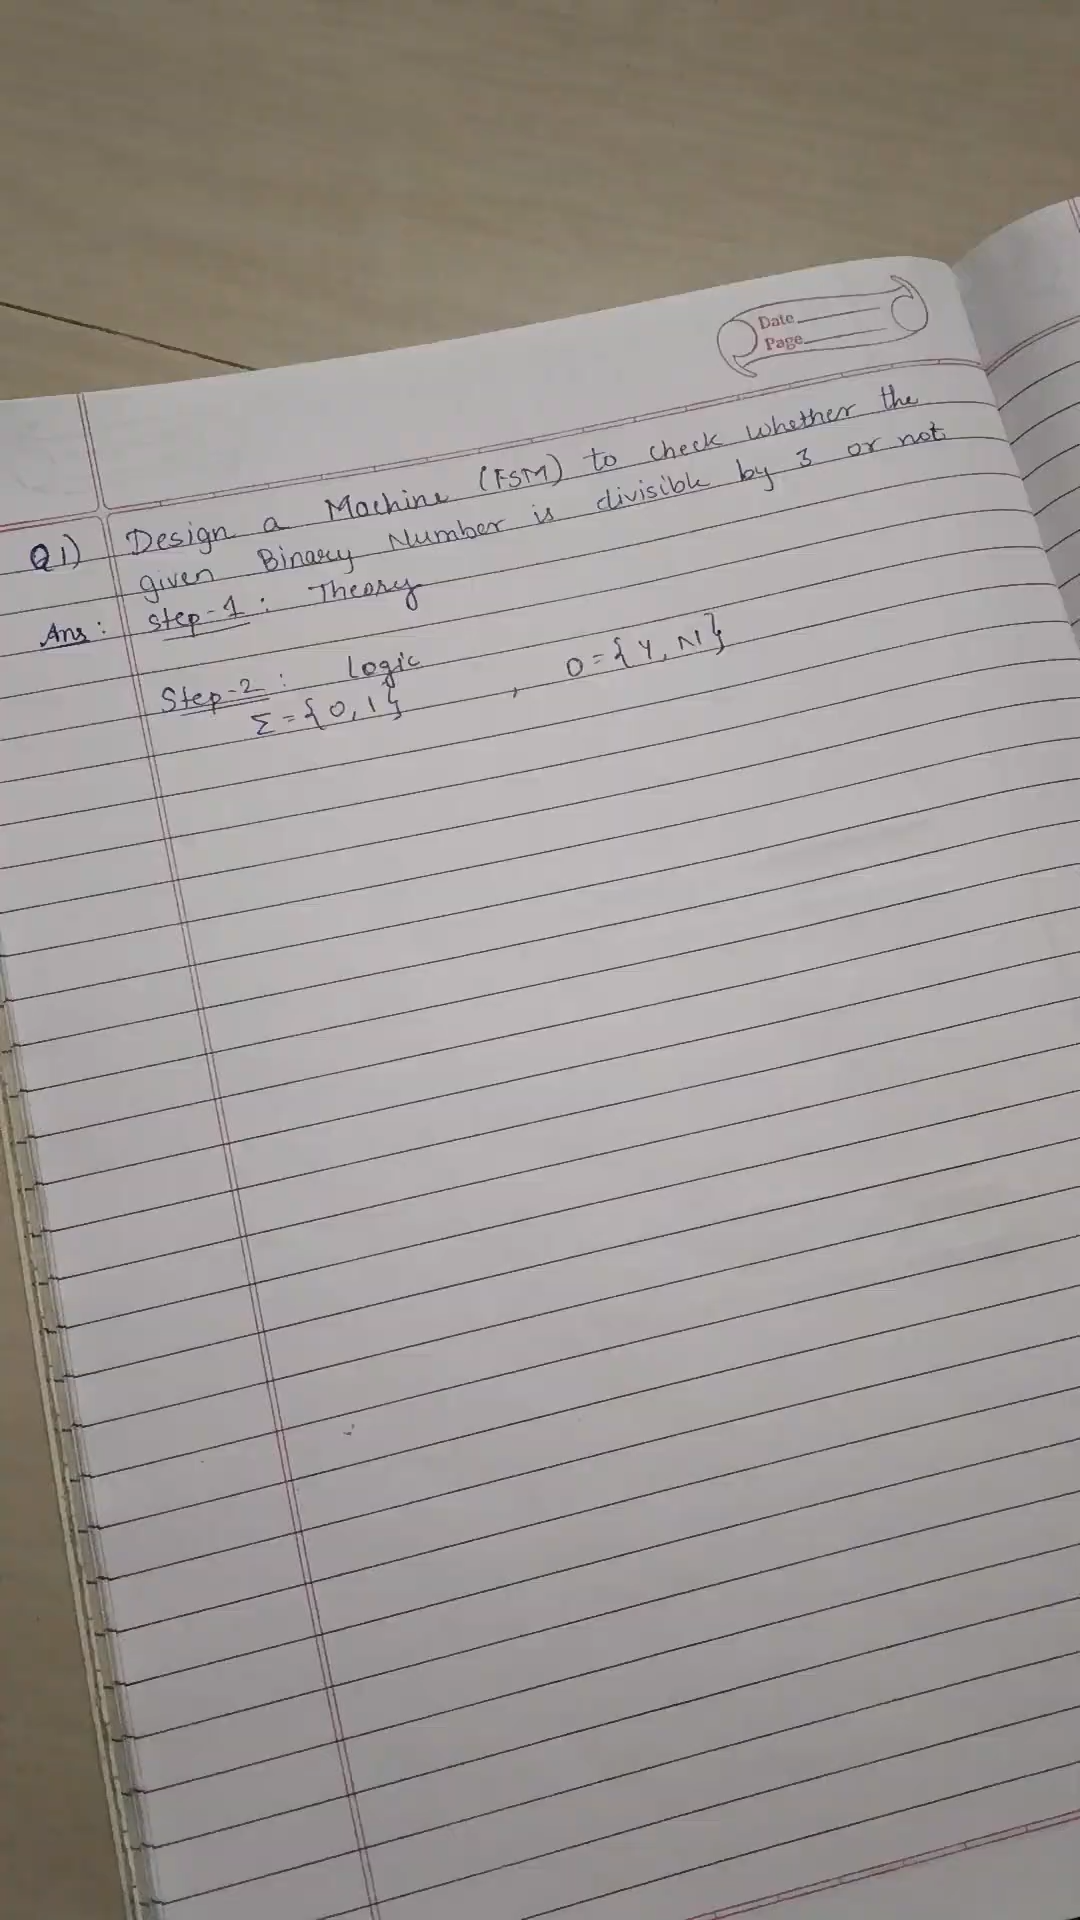 Date
Page
Q1) Design a Machine (FSM) to check whether the
given Binary Number is divisible by 3 or not
Ans: Step-1: Theory
Step-2: Logic
Σ = {0, 1} , O = {Y, N}